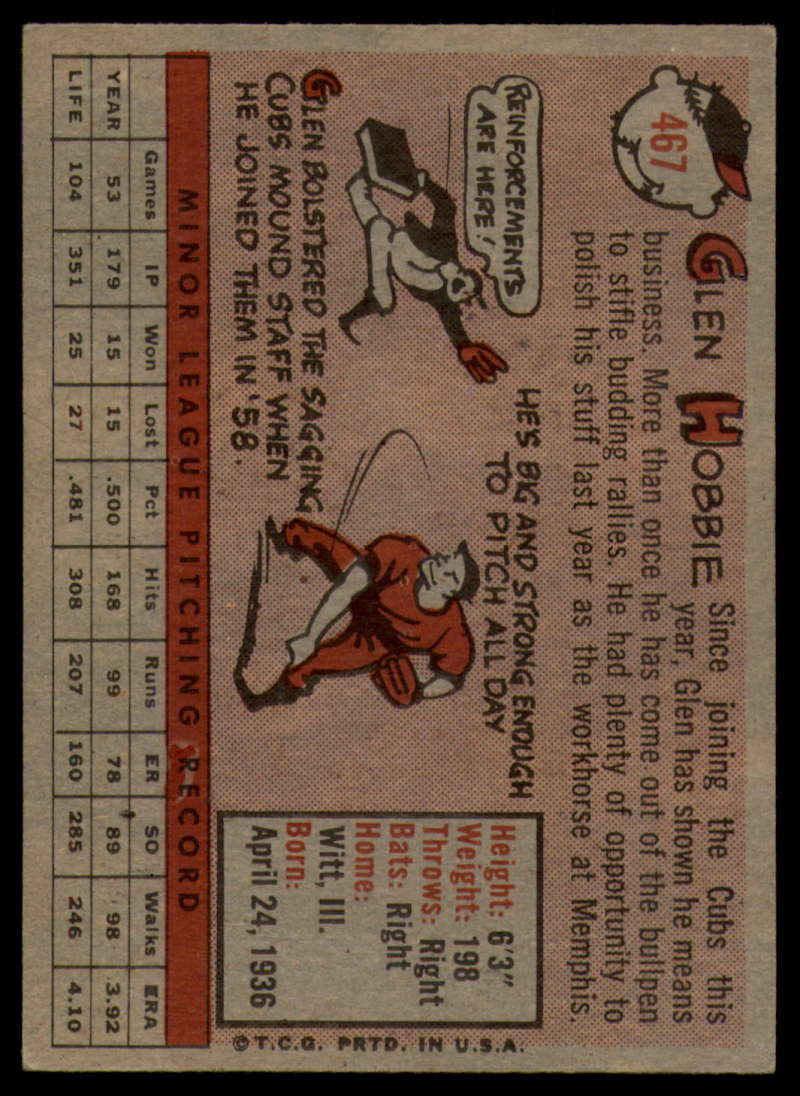 467
GLEN HOBBIE
Since joining the Cubs this
year, Glen has shown he means
business. More than once he has come out of the bullpen
to stifle budding rallies. He had plenty of opportunity to
polish his stuff last year as the workhorse at Memphis.
REINFORCEMENTS
ARE HERE!
GLEN BOLSTERED THE SAGGING
CUBS MOUND STAFF WHEN
HE JOINED THEM IN '58.
HE'S BIG AND STRONG ENOUGH
TO PITCH ALL DAY
Height: 6'3"
Weight: 198
Throws: Right
Bats: Right
Home:
Witt, Ill.
Born:
April 24, 1936
MINOR LEAGUE PITCHING RECORD
Games IP Won Lost Pct Hits Runs ER SO Walks ERA
YEAR 53 179 15 15 .500 168 99 78 89 98 3.92
LIFE 104 351 25 27 .481 308 207 160 285 246 4.10
© T.C.G. PRTD. IN U.S.A.